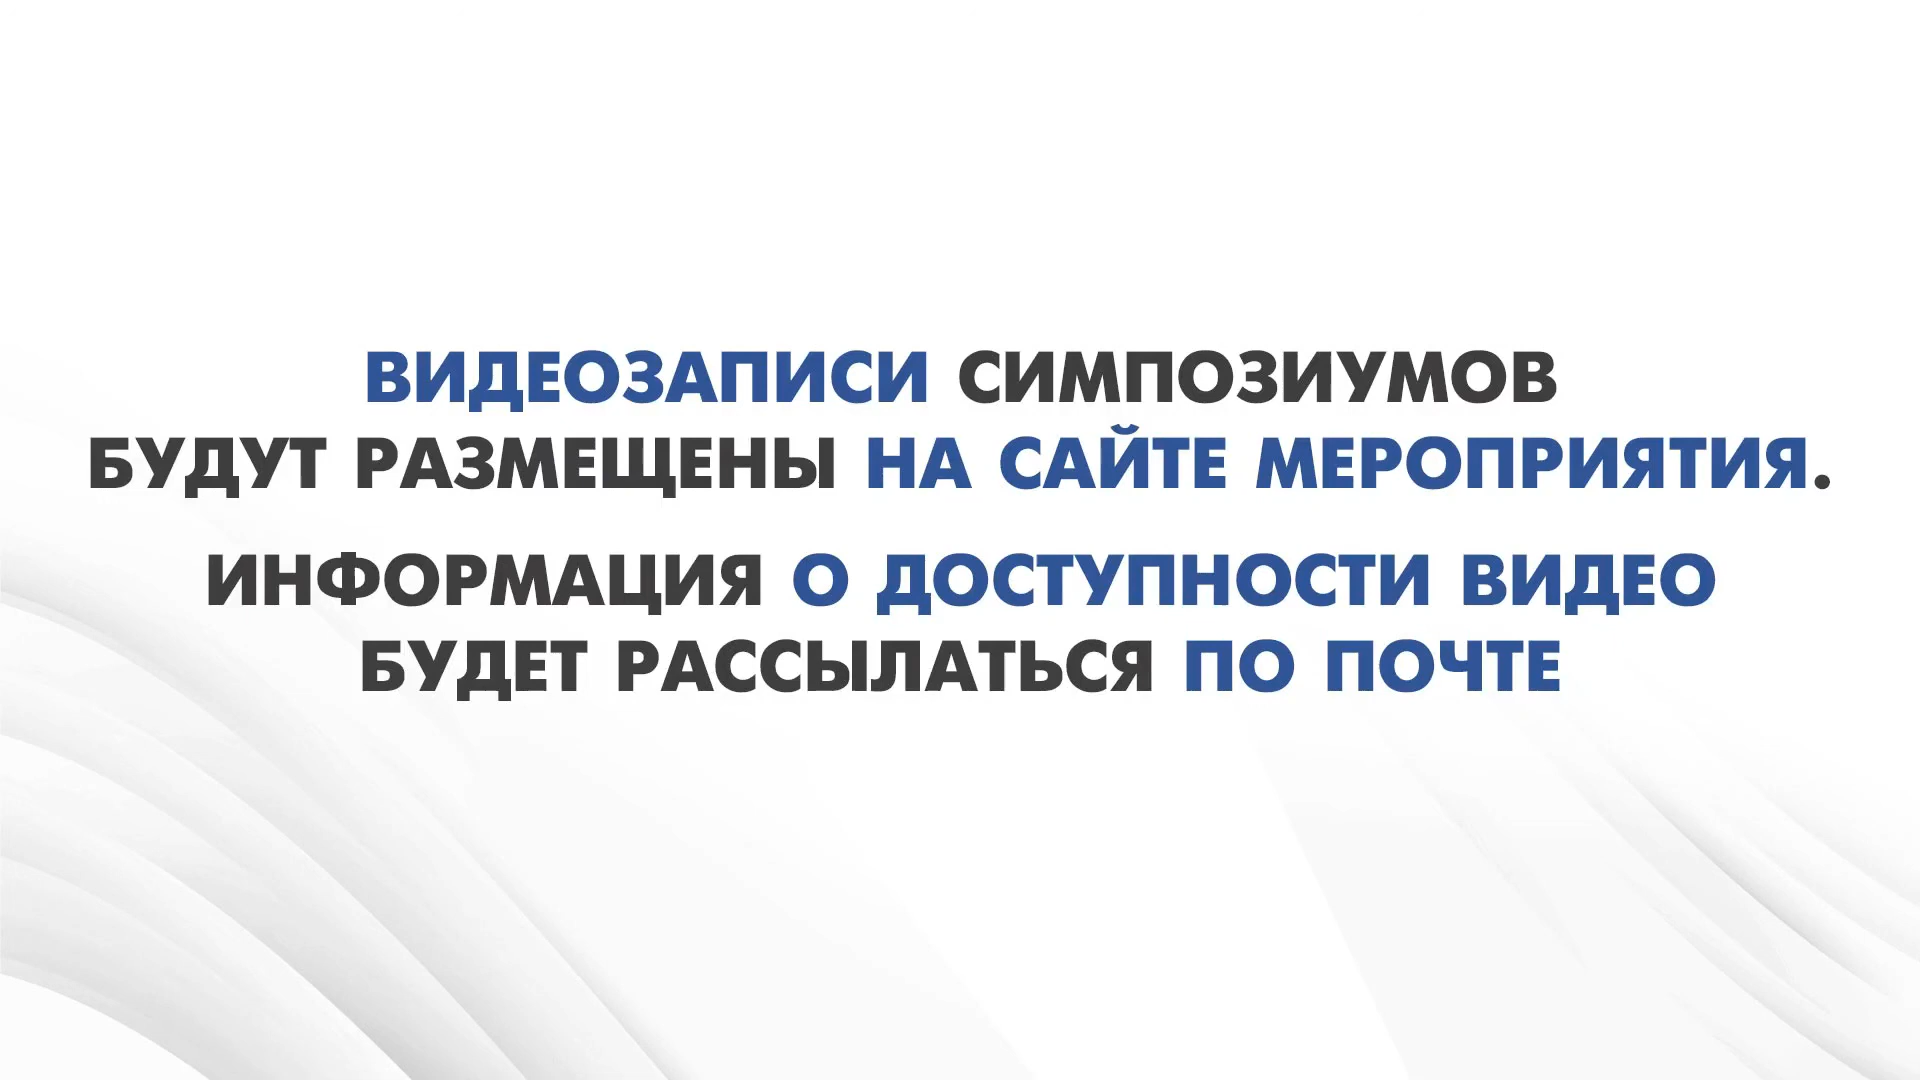 ВИДЕОЗАПИСИ СИМПОЗИУМОВ
БУДУТ РАЗМЕЩЕНЫ НА САЙТЕ МЕРОПРИЯТИЯ.
ИНФОРМАЦИЯ О ДОСТУПНОСТИ ВИДЕО
БУДЕТ РАССЫЛАТЬСЯ ПО ПОЧТЕ